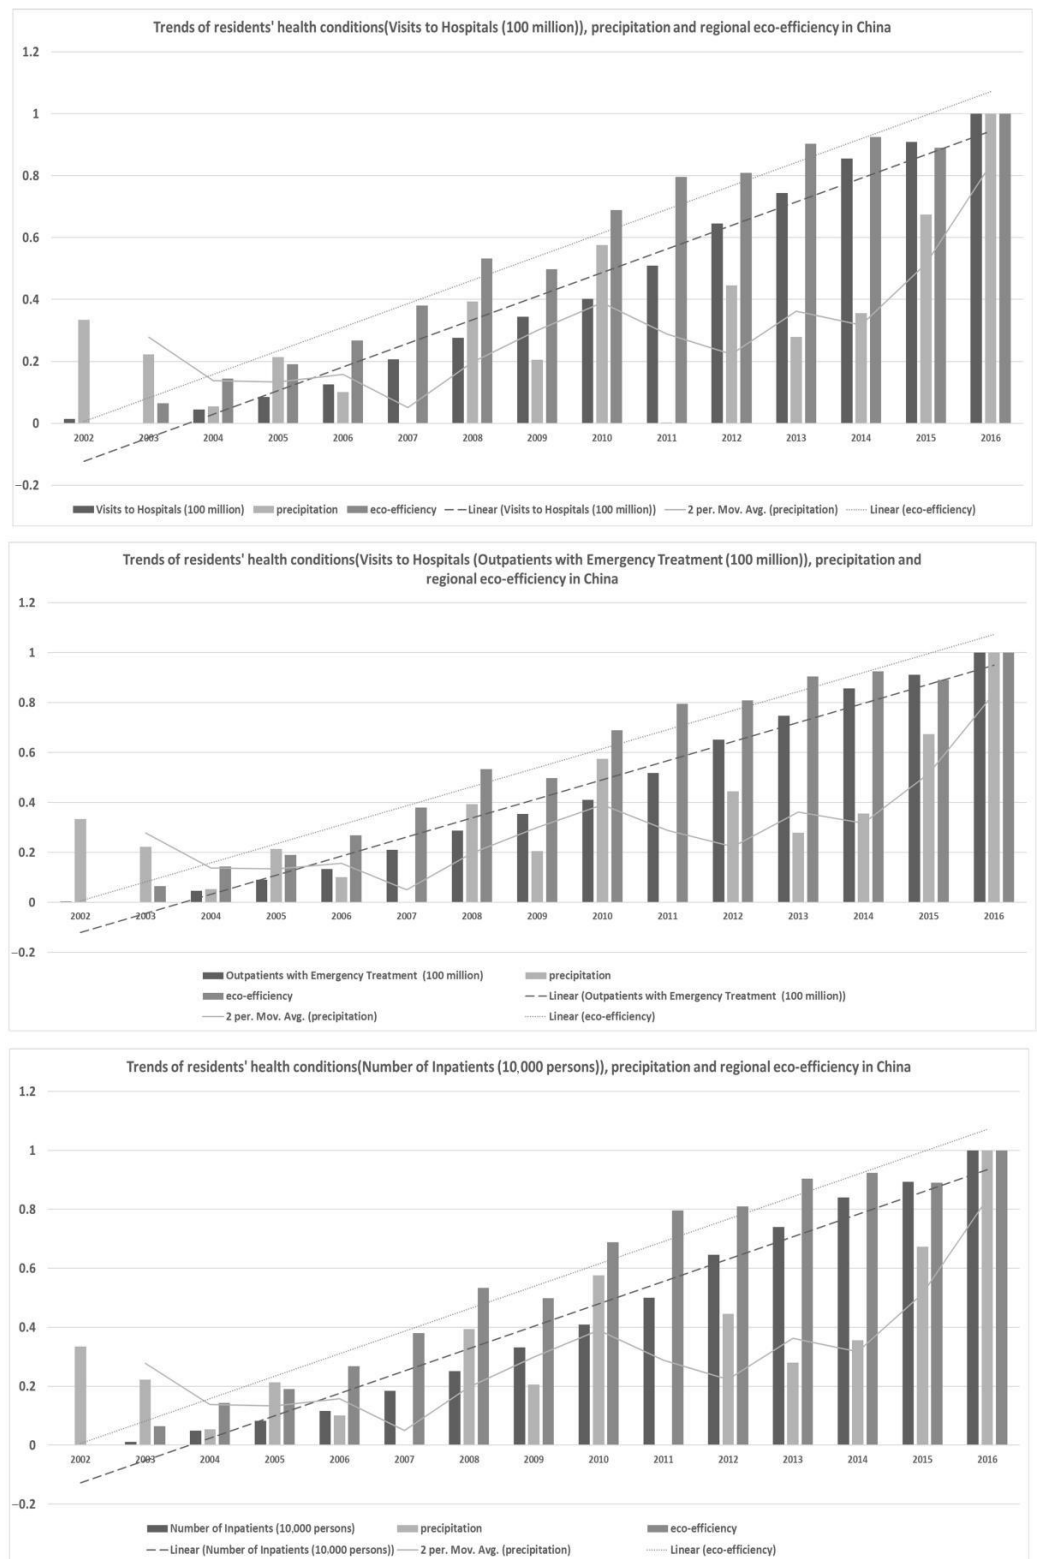 Trends of residents' health conditions(Visits to Hospitals (100 million)), precipitation and regional eco-efficiency in China
1.2
1
0.8
0.6
0.4
0.2
0
−0.2
2002 2003 2004 2005 2006 2007 2008 2009 2010 2011 2012 2013 2014 2015 2016
Visits to Hospitals (100 million) precipitation eco-efficiency Linear (Visits to Hospitals (100 million)) 2 per. Mov. Avg. (precipitation) Linear (eco-efficiency)
Trends of residents' health conditions(Visits to Hospitals (Outpatients with Emergency Treatment (100 million)), precipitation and
regional eco-efficiency in China
1.2
1
0.8
0.6
0.4
0.2
0
−0.2
2002 2003 2004 2005 2006 2007 2008 2009 2010 2011 2012 2013 2014 2015 2016
Outpatients with Emergency Treatment (100 million) precipitation
eco-efficiency Linear (Outpatients with Emergency Treatment (100 million))
2 per. Mov. Avg. (precipitation) Linear (eco-efficiency)
Trends of residents' health conditions(Number of Inpatients (10,000 persons)), precipitation and regional eco-efficiency in China
1.2
1
0.8
0.6
0.4
0.2
0
−0.2
2002 2003 2004 2005 2006 2007 2008 2009 2010 2011 2012 2013 2014 2015 2016
Number of Inpatients (10,000 persons) precipitation eco-efficiency
Linear (Number of Inpatients (10,000 persons)) 2 per. Mov. Avg. (precipitation) Linear (eco-efficiency)